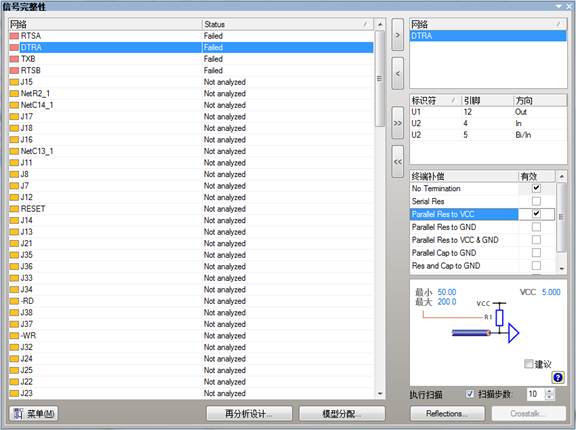 信号完整性
网络 Status
RTSA Failed
DTRA Failed
TXB Failed
RTSB Failed
J15 Not analyzed
NetR2_1 Not analyzed
NetC14_1 Not analyzed
J17 Not analyzed
J18 Not analyzed
J16 Not analyzed
NetC13_1 Not analyzed
J11 Not analyzed
J8 Not analyzed
J7 Not analyzed
J12 Not analyzed
RESET Not analyzed
J14 Not analyzed
J13 Not analyzed
J21 Not analyzed
J35 Not analyzed
J36 Not analyzed
J33 Not analyzed
J34 Not analyzed
-RD Not analyzed
J38 Not analyzed
J37 Not analyzed
-WR Not analyzed
J32 Not analyzed
J24 Not analyzed
J25 Not analyzed
J22 Not analyzed
J23 Not analyzed
菜单(M) 再分析设计... 模型分配...
>
<
>>
<<
网络
DTRA
标识符 引脚 方向
U1 12 Out
U2 4 In
U2 5 Bi/In
终端补偿 有效
No Termination
Serial Res
Parallel Res to VCC
Parallel Res to GND
Parallel Res to VCC & GND
Parallel Cap to GND
Res and Cap to GND
最小 50.00 VCC 5.000
最大 200.0 VCC
R1
建议
?
执行扫描 扫描步数: 10
Reflections... Crosstalk...